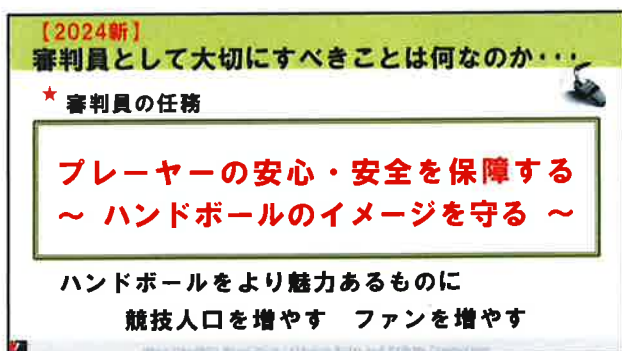 【2024新】
審判員として大切にすべきことは何なのか・・・
★ 審判員の任務
プレーヤーの安心・安全を保障する
～ ハンドボールのイメージを守る ～
ハンドボールをより魅力あるものに
競技人口を増やす ファンを増やす